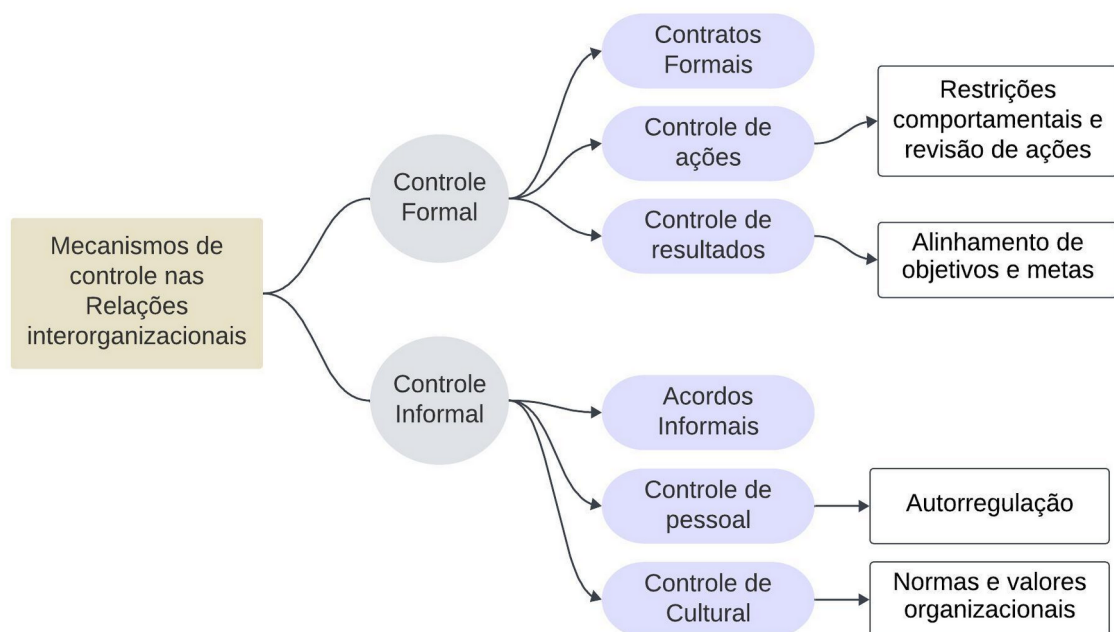 Mecanismos de
controle nas
Relações
interorganizacionais
Controle
Formal
Contratos
Formais
Controle de
ações
Restrições
comportamentais e
revisão de ações
Controle de
resultados
Alinhamento de
objetivos e metas
Controle
Informal
Acordos
Informais
Controle de
pessoal
Autorregulação
Controle de
Cultural
Normas e valores
organizacionais